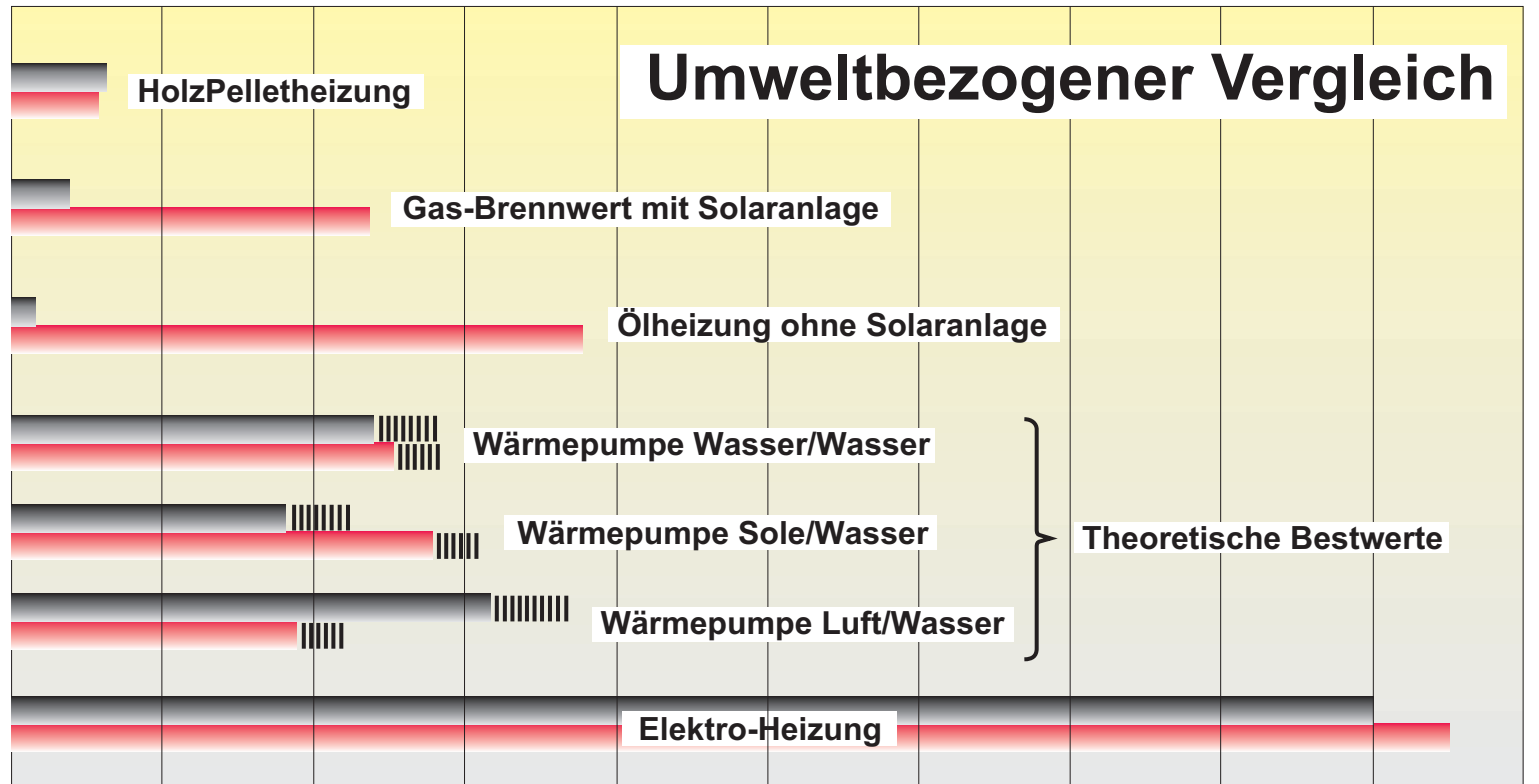 Umweltbezogener Vergleich
HolzPelletheizung
Gas-Brennwert mit Solaranlage
Ölheizung ohne Solaranlage
Wärmepumpe Wasser/Wasser
Wärmepumpe Sole/Wasser
Theoretische Bestwerte
Wärmepumpe Luft/Wasser
Elektro-Heizung